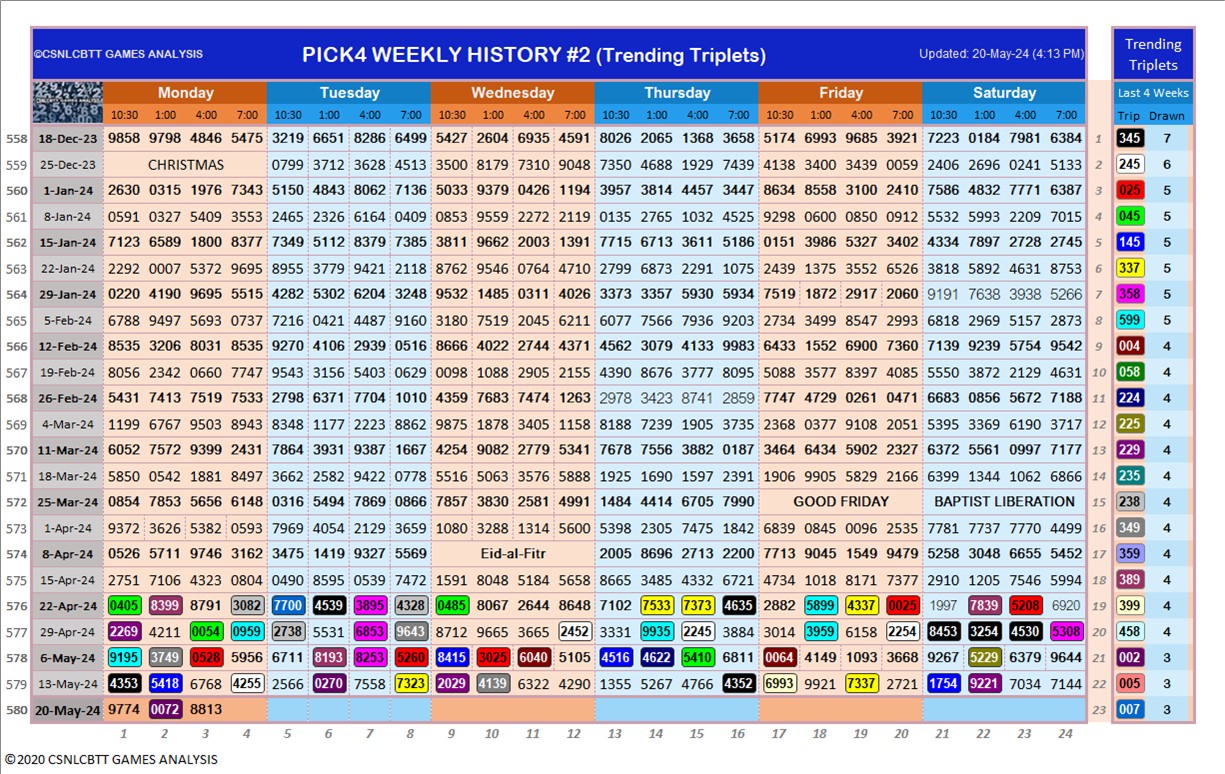 ©CSNLCBTT GAMES ANALYSIS PICK4 WEEKLY HISTORY #2 (Trending Triplets) Updated: 20-May-24 (4:13 PM) Trending Triplets
Monday Tuesday Wednesday Thursday Friday Saturday Last 4 Weeks
10:30 1:00 4:00 7:00 10:30 1:00 4:00 7:00 10:30 1:00 4:00 7:00 10:30 1:00 4:00 7:00 10:30 1:00 4:00 7:00 10:30 1:00 4:00 7:00 Trip Drawn
558 18-Dec-23 9858 9798 4846 5475 3219 6651 8286 6499 5427 2604 6935 4591 8026 2065 1368 3658 5174 6993 9685 3921 7223 0184 7981 6384 1 345 7
559 25-Dec-23 CHRISTMAS 0799 3712 3628 4513 3500 8179 7310 9048 7350 4688 1929 7439 4138 3400 3439 0059 2406 2696 0241 5133 2 245 6
560 1-Jan-24 2630 0315 1976 7343 5150 4843 8062 7136 5033 9379 0426 1194 3957 3814 4457 3447 8634 8558 3100 2410 7586 4832 7771 6387 3 025 5
561 8-Jan-24 0591 0327 5409 3553 2465 2326 6164 0409 0853 9559 2272 2119 0135 2765 1032 4525 9298 0600 0850 0912 5532 5993 2209 7015 4 045 5
562 15-Jan-24 7123 6589 1800 8377 7349 5112 8379 7385 3811 9662 2003 1391 7715 6713 3611 5186 0151 3986 5327 3402 4334 7897 2728 2745 5 145 5
563 22-Jan-24 2292 0007 5372 9695 8955 3779 9421 2118 8762 9546 0764 4710 2799 6873 2291 1075 2439 1375 3552 6526 3818 5892 4631 8753 6 337 5
564 29-Jan-24 0220 4190 9695 5515 4282 5302 6204 3248 9532 1485 0311 4026 3373 3357 5930 5934 7519 1872 2917 2060 9191 7638 3938 5266 7 358 5
565 5-Feb-24 6788 9497 5693 0737 7216 0421 4487 9160 5180 7519 2045 6211 6077 7566 7936 9203 2734 3499 8547 2993 6818 2969 5157 2873 8 599 5
566 12-Feb-24 8535 3206 8031 8535 9270 4106 2939 0516 8666 4022 2744 4371 4562 3079 4133 9983 6433 1552 6900 7360 7139 9239 5754 9542 9 004 4
567 19-Feb-24 8056 2342 0660 7747 9543 3156 5403 0629 0098 1088 2905 2155 4390 8676 3777 8095 5088 3577 8397 4085 5550 3872 2129 4631 10 058 4
568 26-Feb-24 5431 7413 7519 7533 2798 6371 7704 1010 4359 7683 7474 1263 2978 3423 8741 2859 7747 4729 0261 0471 6683 0856 5672 7188 11 224 4
569 4-Mar-24 1199 6767 9503 8943 8348 1177 2223 8862 9875 1878 3405 1158 8188 7239 1905 3735 2368 0377 9108 2051 5395 3369 6190 3717 12 225 4
570 11-Mar-24 6052 7572 9399 2431 7864 3931 9387 1667 4254 9082 2779 5341 7678 7556 3882 0187 3464 6434 5902 2327 6372 5561 0997 7177 13 229 4
571 18-Mar-24 5850 0542 1881 8497 3662 2582 9422 0778 5516 5063 5576 5888 1925 1690 1597 2391 1906 9905 5825 2166 6399 1344 1062 6866 14 235 4
572 25-Mar-24 0854 7853 5656 6148 0316 5494 7869 0866 7857 3830 2581 4991 1484 4414 6705 7990 GOOD FRIDAY BAPTIST LIBERATION 15 238 4
573 1-Apr-24 9372 3626 5382 0593 7969 4054 2129 3659 1080 3288 1314 5600 5398 2305 7475 1842 6839 0845 0096 2535 7781 7737 7770 4499 16 349 4
574 8-Apr-24 0526 5711 9746 3162 3475 1419 9327 5569 Eid-al-Fitr 2005 8696 2713 2200 7713 9045 1549 9479 5258 3048 6655 5452 17 359 4
575 15-Apr-24 2751 7106 4323 0804 0490 8595 0539 7472 1591 8048 5184 5658 8665 3485 4332 6721 4734 1018 8171 7377 2910 1205 7546 5994 18 389 4
576 22-Apr-24 0405 8399 8791 3082 7700 4539 3895 4328 0485 8067 2644 8648 7102 7533 7373 4635 2882 5899 4337 0025 1997 7839 5208 6920 19 399 4
577 29-Apr-24 2269 4211 0054 0959 2738 5531 6853 9643 8712 9665 3665 2452 3331 9935 2245 3884 3014 3959 6158 2254 8453 3254 4530 5308 20 458 4
578 6-May-24 9195 3749 0528 5956 6711 8193 8253 5260 8415 3025 6040 5105 4516 4622 5410 6811 0064 4149 1093 3668 9267 5229 6379 9644 21 002 3
579 13-May-24 4353 5418 6768 4255 2566 0270 7558 7323 2029 4139 6322 4290 1355 5267 4766 4352 6993 9921 7337 2721 1754 9221 7034 7144 22 005 3
580 20-May-24 9774 0072 8813 23 007 3
1 2 3 4 5 6 7 8 9 10 11 12 13 14 15 16 17 18 19 20 21 22 23 24
©2020 CSNLCBTT GAMES ANALYSIS